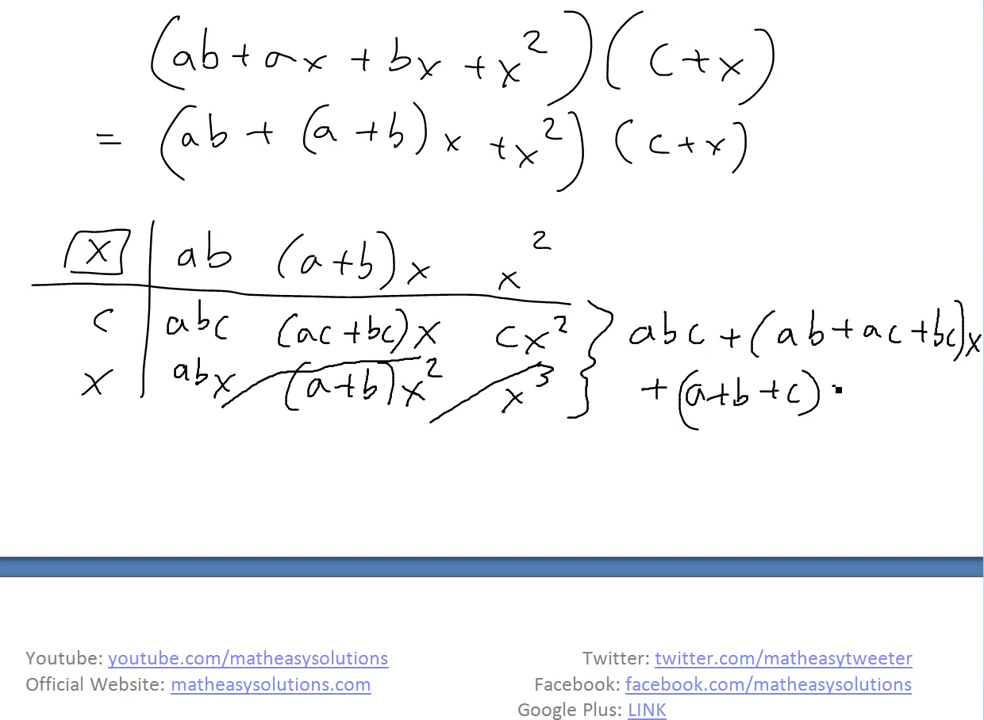 (ab + ax + bx + x²)(c + x)
= (ab + (a + b)x + x²)(c + x)
x | ab (a+b)x x²
c | abc (ac + bc)x cx² } abc + (ab + ac + bc)x
x | abx (a+b)x² x³ + (a + b + c)
Youtube: youtube.com/matheasysolutions Twitter: twitter.com/matheasytweeter
Official Website: matheasysolutions.com Facebook: facebook.com/matheasysolutions
Google Plus: LINK